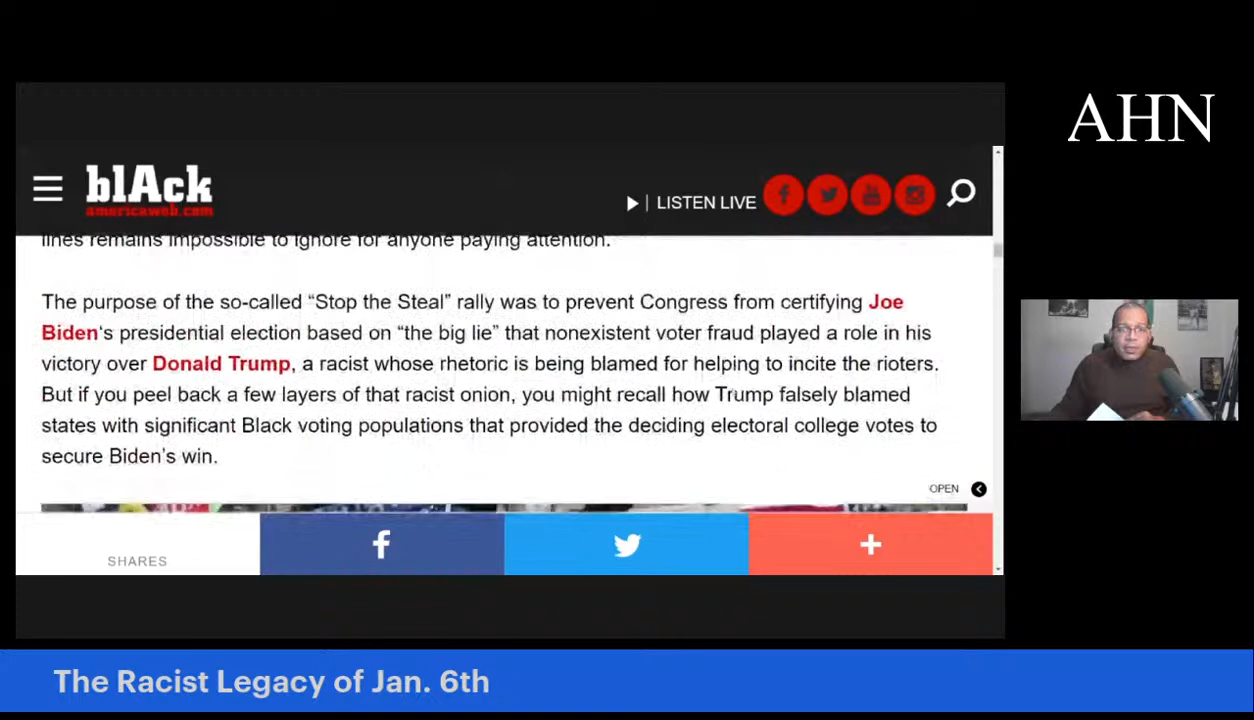 AHN
blAck
americaweb.com
LISTEN LIVE
lines remains impossible to ignore for anyone paying attention.
The purpose of the so-called “Stop the Steal” rally was to prevent Congress from certifying Joe
Biden‘s presidential election based on “the big lie” that nonexistent voter fraud played a role in his
victory over Donald Trump, a racist whose rhetoric is being blamed for helping to incite the rioters.
But if you peel back a few layers of that racist onion, you might recall how Trump falsely blamed
states with significant Black voting populations that provided the deciding electoral college votes to
secure Biden’s win.
OPEN
SHARES
The Racist Legacy of Jan. 6th